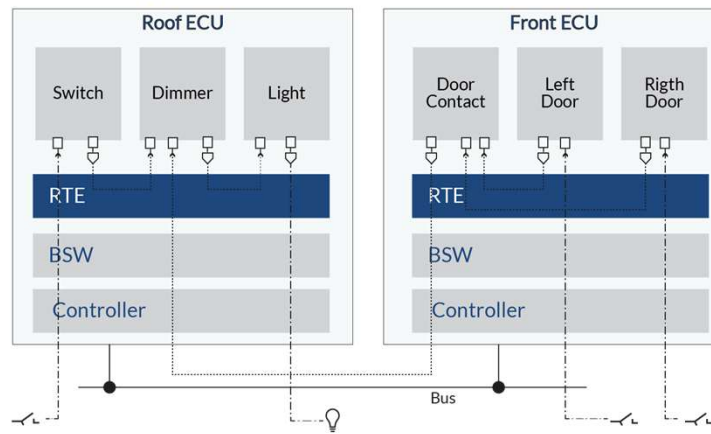 Roof ECU
Front ECU
Switch
Dimmer
Light
Door
Contact
Left
Door
Rigth
Door
RTE
RTE
BSW
BSW
Controller
Controller
Bus